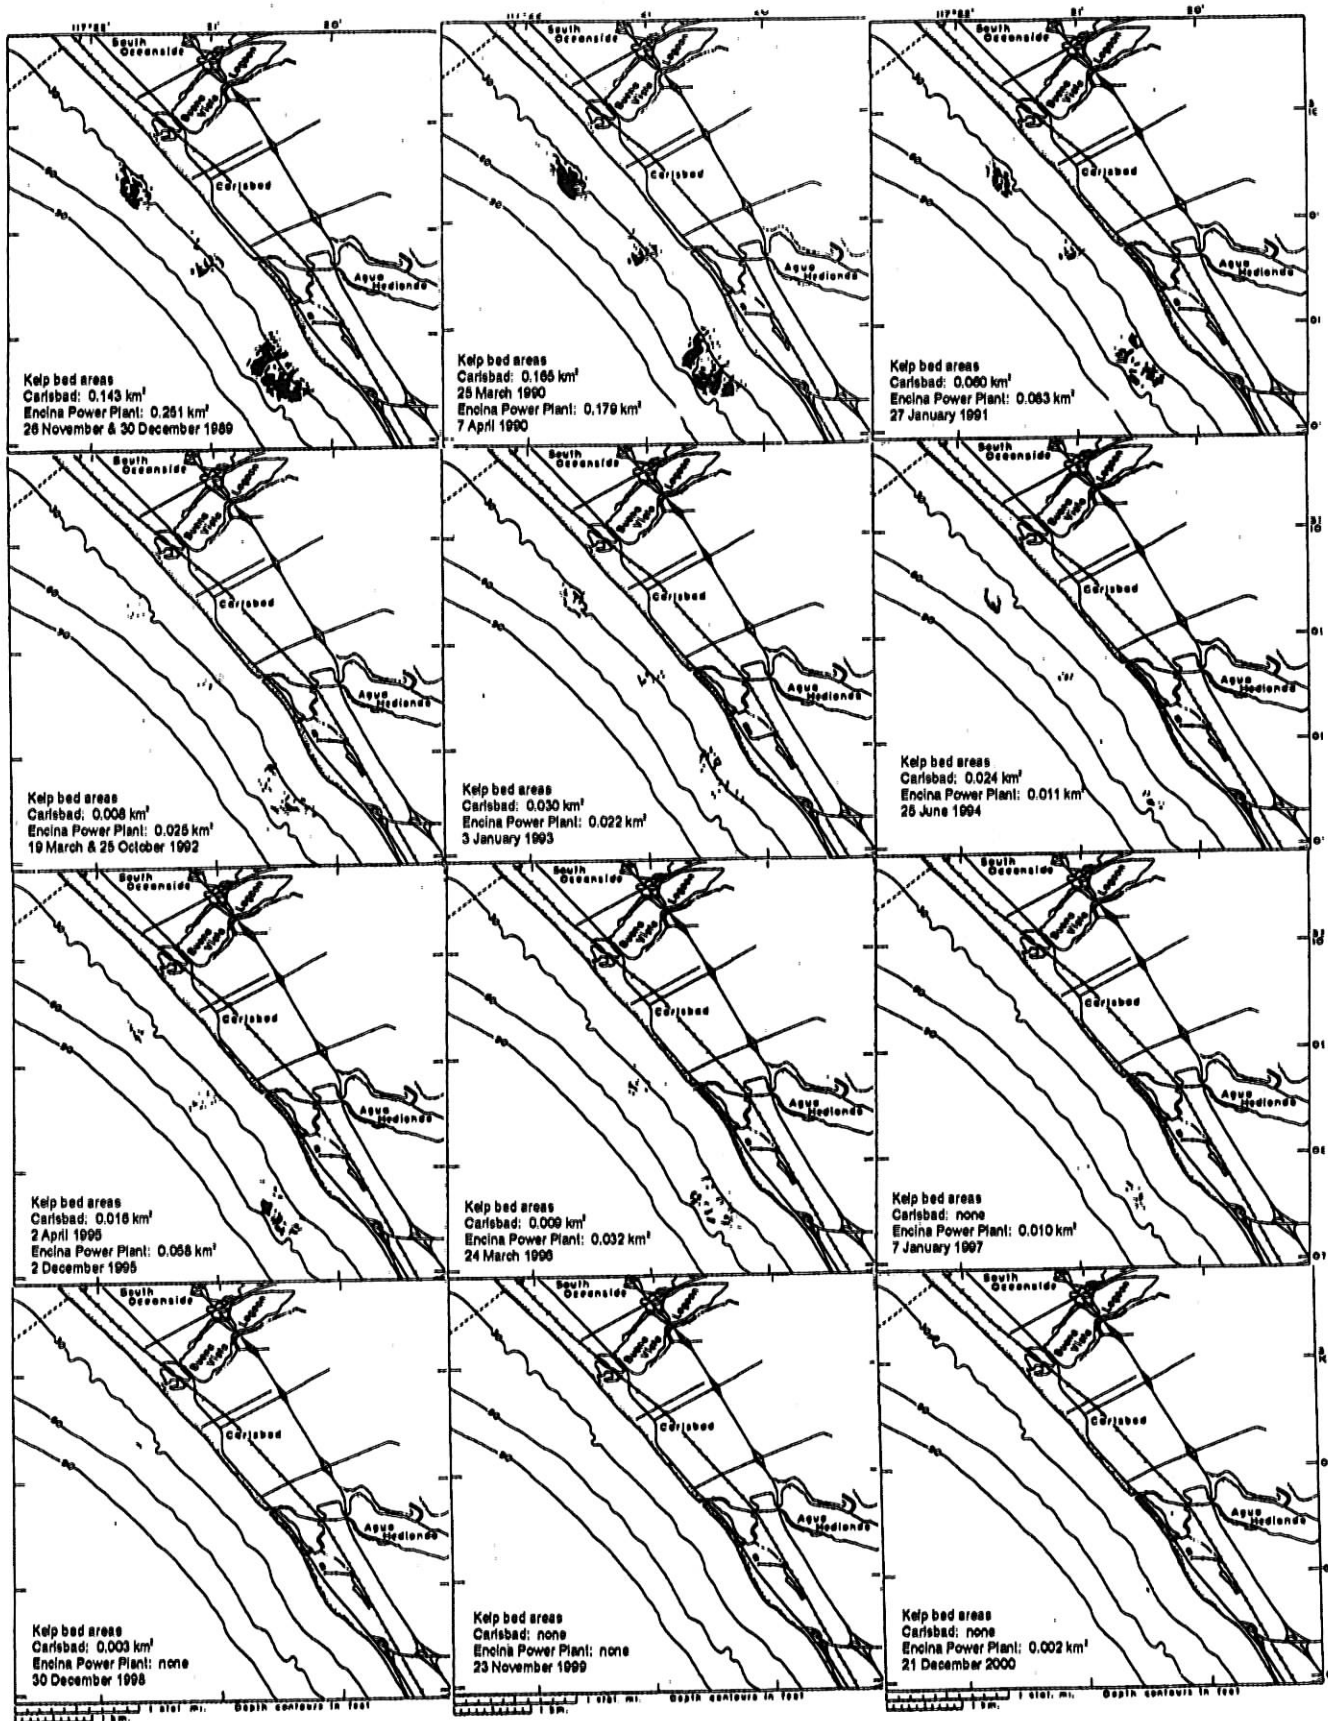 117°22' 21' 20'
South
Oceanside
Buena
Vista
Lagoon
Carlsbad
Agua
Hedionda
Kelp bed areas
Carlsbad: 0.143 km²
Encina Power Plant: 0.251 km²
26 November & 30 December 1989
South
Oceanside
Buena
Vista
Lagoon
Carlsbad
Agua
Hedionda
Kelp bed areas
Carlsbad: 0.165 km²
25 March 1990
Encina Power Plant: 0.179 km²
7 April 1990
117°22' 21' 20'
South
Oceanside
Buena
Vista
Lagoon
Carlsbad
Agua
Hedionda
Kelp bed areas
Carlsbad: 0.060 km²
Encina Power Plant: 0.083 km²
27 January 1991
South
Oceanside
Buena
Vista
Lagoon
Carlsbad
Agua
Hedionda
Kelp bed areas
Carlsbad: 0.008 km²
Encina Power Plant: 0.025 km²
19 March & 25 October 1992
South
Oceanside
Buena
Vista
Lagoon
Carlsbad
Agua
Hedionda
Kelp bed areas
Carlsbad: 0.030 km²
Encina Power Plant: 0.022 km²
3 January 1993
South
Oceanside
Buena
Vista
Lagoon
Carlsbad
Agua
Hedionda
Kelp bed areas
Carlsbad: 0.024 km²
Encina Power Plant: 0.011 km²
25 June 1994
South
Oceanside
Buena
Vista
Lagoon
Carlsbad
Agua
Hedionda
Kelp bed areas
Carlsbad: 0.016 km²
2 April 1995
Encina Power Plant: 0.058 km²
2 December 1995
South
Oceanside
Buena
Vista
Lagoon
Carlsbad
Agua
Hedionda
Kelp bed areas
Carlsbad: 0.009 km²
Encina Power Plant: 0.032 km²
24 March 1996
South
Oceanside
Buena
Vista
Lagoon
Carlsbad
Agua
Hedionda
Kelp bed areas
Carlsbad: none
Encina Power Plant: 0.010 km²
7 January 1997
South
Oceanside
Buena
Vista
Lagoon
Carlsbad
Agua
Hedionda
Kelp bed areas
Carlsbad: 0.003 km²
Encina Power Plant: none
30 December 1998
1 stat. mi. Depth contours in feet
1 km.
South
Oceanside
Buena
Vista
Lagoon
Carlsbad
Agua
Hedionda
Kelp bed areas
Carlsbad: none
Encina Power Plant: none
23 November 1999
1 stat. mi. Depth contours in feet
1 km.
South
Oceanside
Buena
Vista
Lagoon
Carlsbad
Agua
Hedionda
Kelp bed areas
Carlsbad: none
Encina Power Plant: 0.002 km²
21 December 2000
1 stat. mi. Depth contours in feet
1 km.